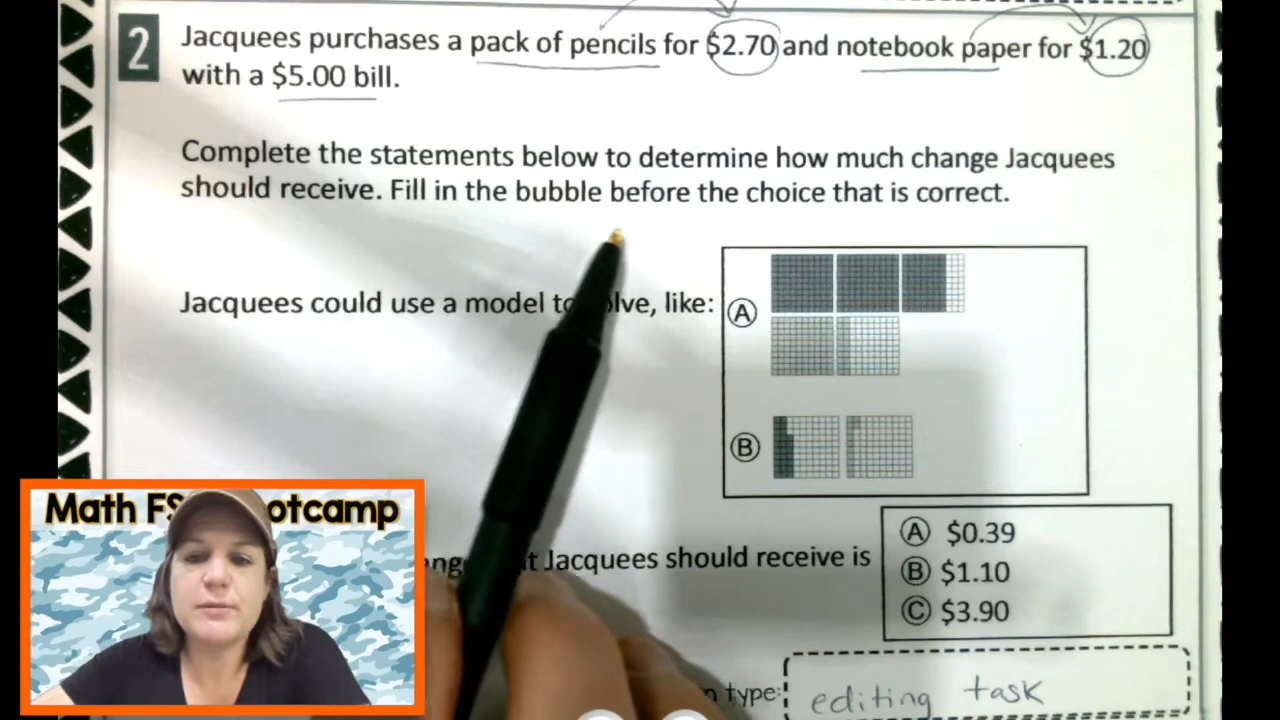 2 Jacquees purchases a pack of pencils for $2.70 and notebook paper for $1.20
with a $5.00 bill.
Complete the statements below to determine how much change Jacquees
should receive. Fill in the bubble before the choice that is correct.
Jacquees could use a model to solve, like:
A
B
Jacquees should receive is
A $0.39
B $1.10
C $3.90
type: editing task
Math